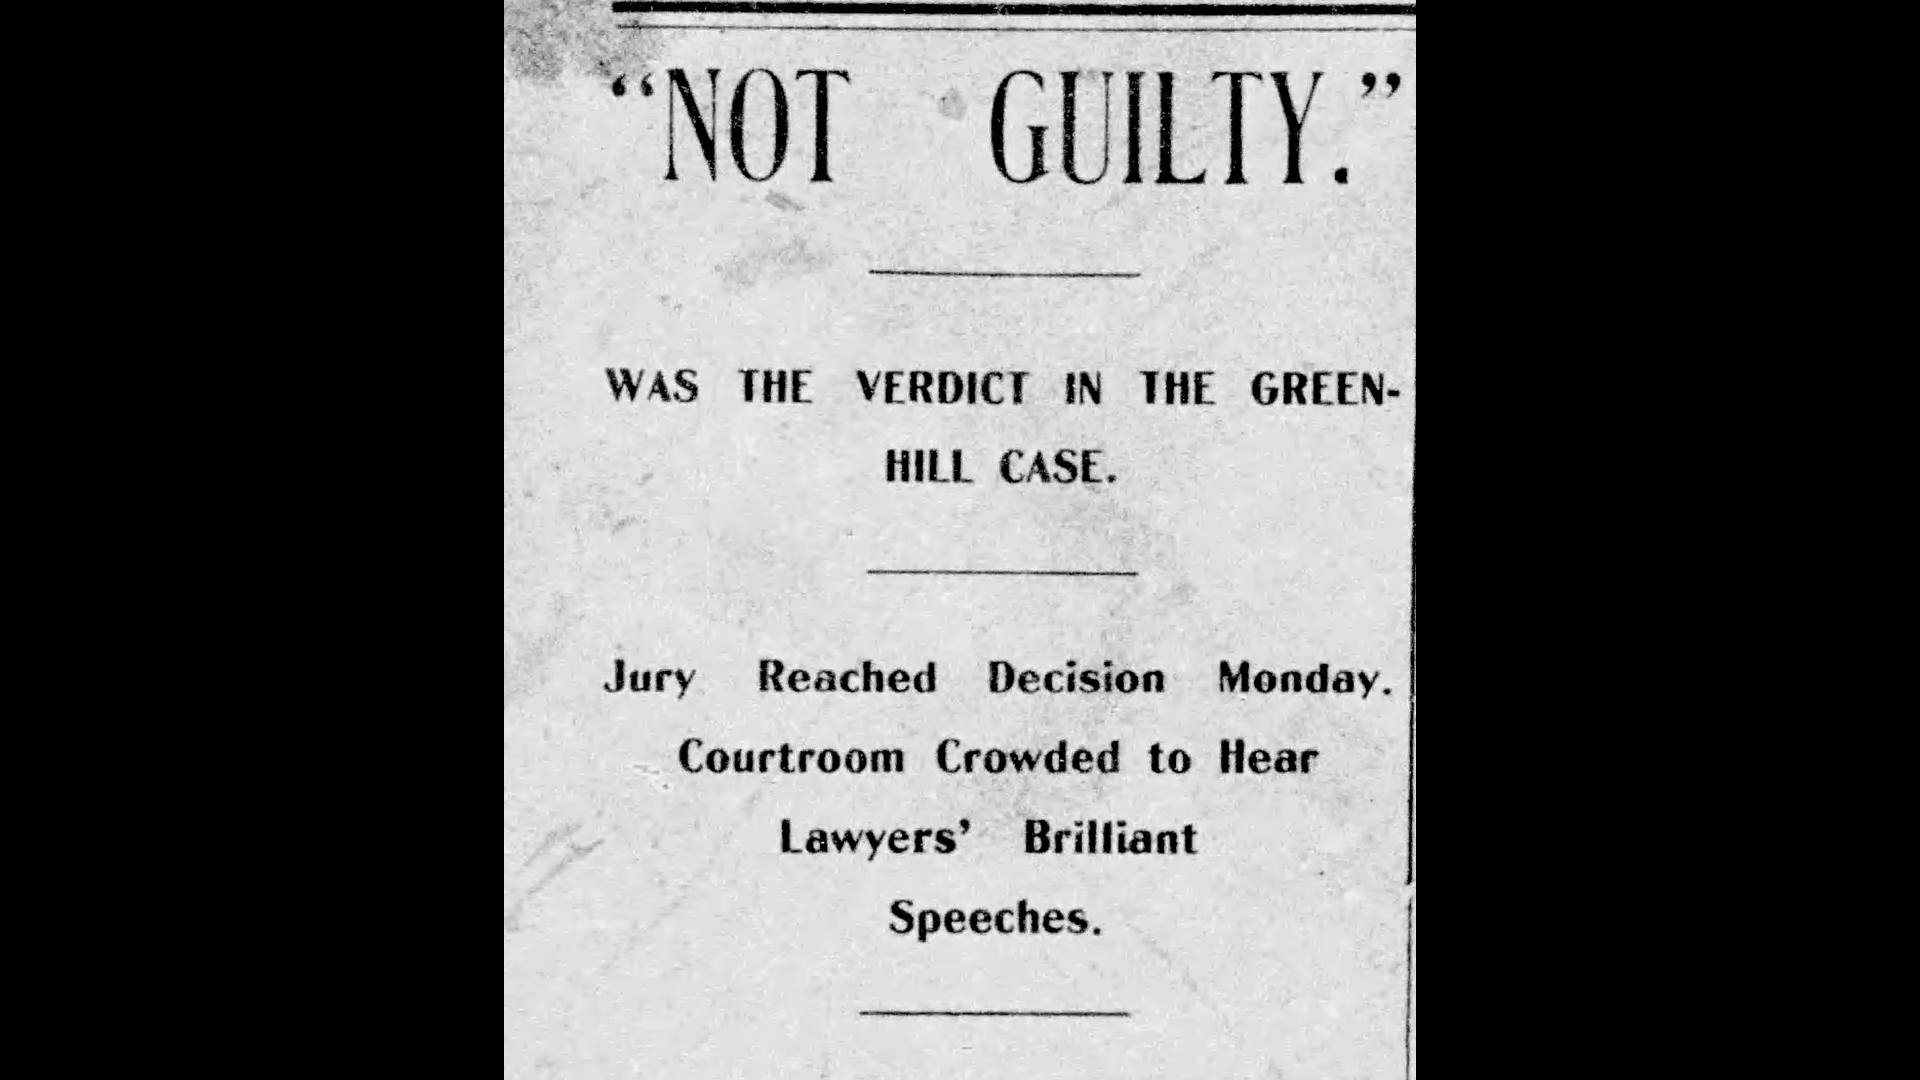 “NOT GUILTY.”
WAS THE VERDICT IN THE GREEN-
HILL CASE.
Jury Reached Decision Monday.
Courtroom Crowded to Hear
Lawyers’ Brilliant
Speeches.